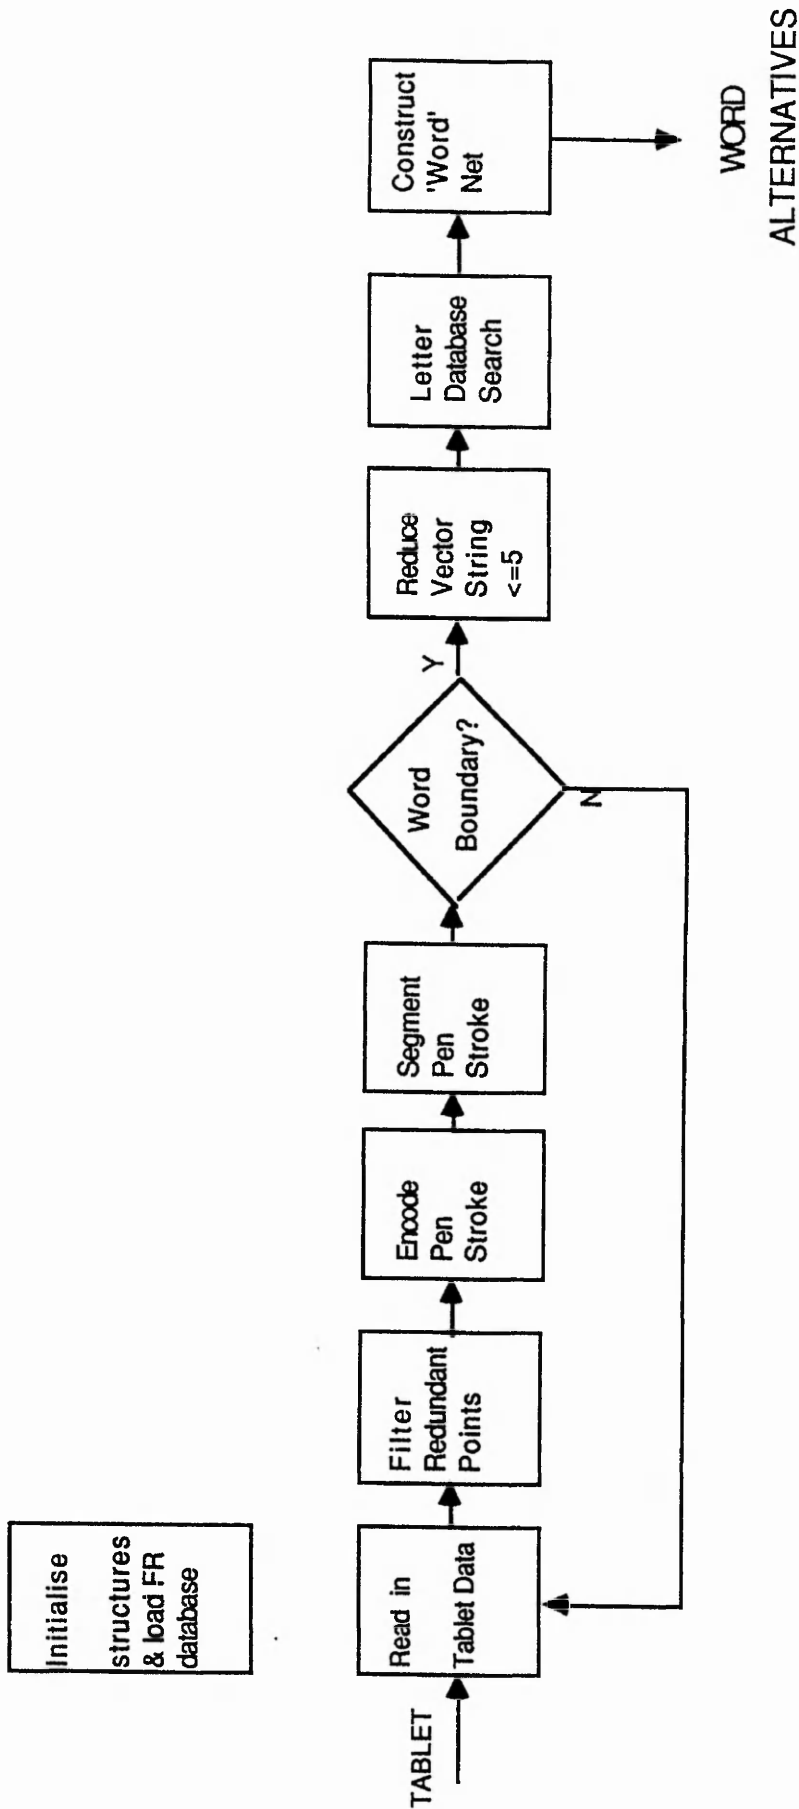 Initialise
structures
& load FR
database
TABLET
Read in
Tablet Data
Filter
Redundant
Points
Encode
Pen
Stroke
Segment
Pen
Stroke
Word
Boundary?
Y
N
Reduce
Vector
String
<=5
Letter
Database
Search
Construct
'Word'
Net
WORD
ALTERNATIVES